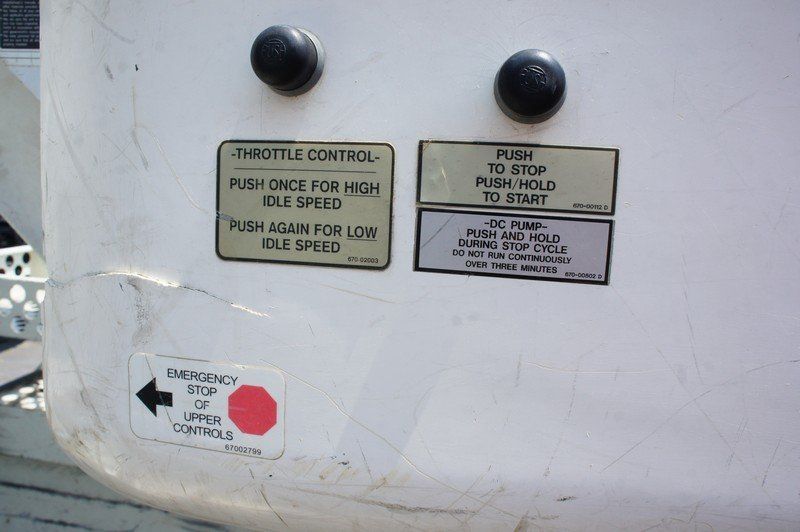 -THROTTLE CONTROL-
PUSH ONCE FOR HIGH
IDLE SPEED
PUSH AGAIN FOR LOW
IDLE SPEED
670-02003
PUSH
TO STOP
PUSH/HOLD
TO START
670-00112 D
-DC PUMP-
PUSH AND HOLD
DURING STOP CYCLE
DO NOT RUN CONTINUOUSLY
OVER THREE MINUTES
670-00802 D
EMERGENCY
STOP
OF
UPPER
CONTROLS
67002799